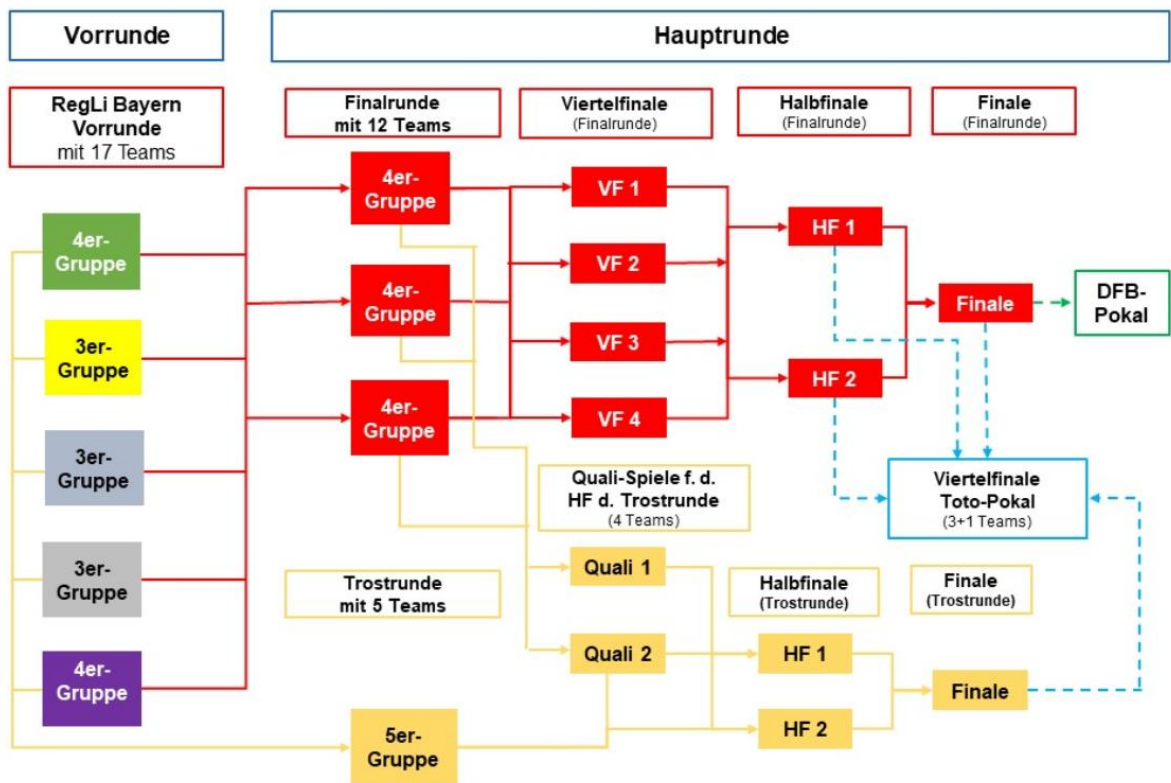 Vorrunde
Hauptrunde
RegLi Bayern
Vorrunde
mit 17 Teams
Finalrunde
mit 12 Teams
Viertelfinale
(Finalrunde)
Halbfinale
(Finalrunde)
Finale
(Finalrunde)
4er-
Gruppe
3er-
Gruppe
3er-
Gruppe
3er-
Gruppe
4er-
Gruppe
4er-
Gruppe
4er-
Gruppe
4er-
Gruppe
VF 1
VF 2
VF 3
VF 4
HF 1
HF 2
Finale
DFB-
Pokal
Viertelfinale
Toto-Pokal
(3+1 Teams)
Quali-Spiele f. d.
HF d. Trostrunde
(4 Teams)
Trostrunde
mit 5 Teams
Halbfinale
(Trostrunde)
Finale
(Trostrunde)
Quali 1
Quali 2
5er-
Gruppe
HF 1
HF 2
Finale